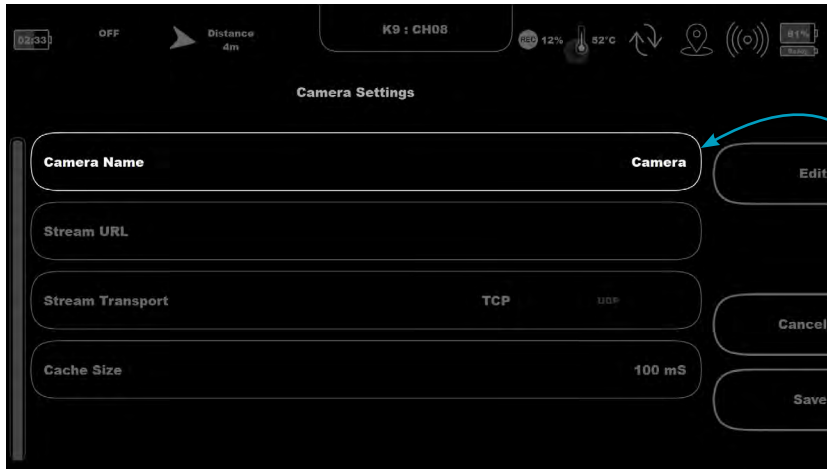 02:33
OFF
Distance
4m
K9 : CH08
REC 12%
52°C
81%
Camera Settings
Camera Name Camera
Edit
Stream URL
Stream Transport TCP UDP
Cancel
Cache Size 100 mS
Save